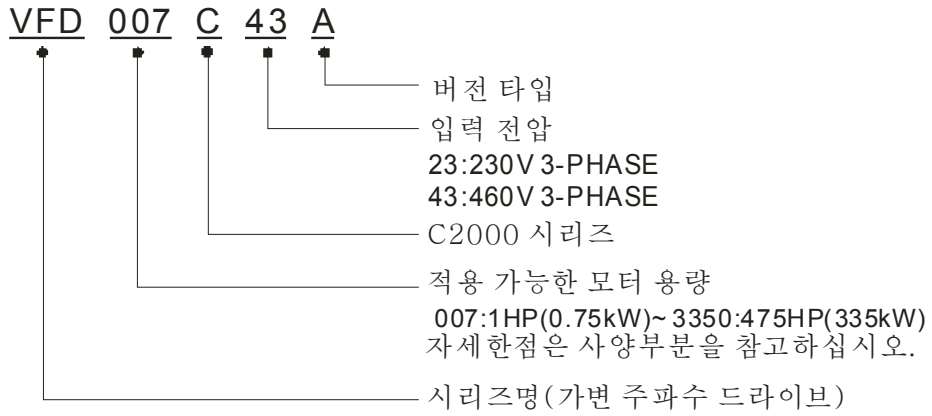 VFD 007 C 43 A
버전 타입
입력 전압
23:230V 3-PHASE
43:460V 3-PHASE
C2000 시리즈
적용 가능한 모터 용량
007:1HP(0.75kW)~ 3350:475HP(335kW)
자세한점은 사양부분을 참고하십시오.
시리즈명(가변 주파수 드라이브)